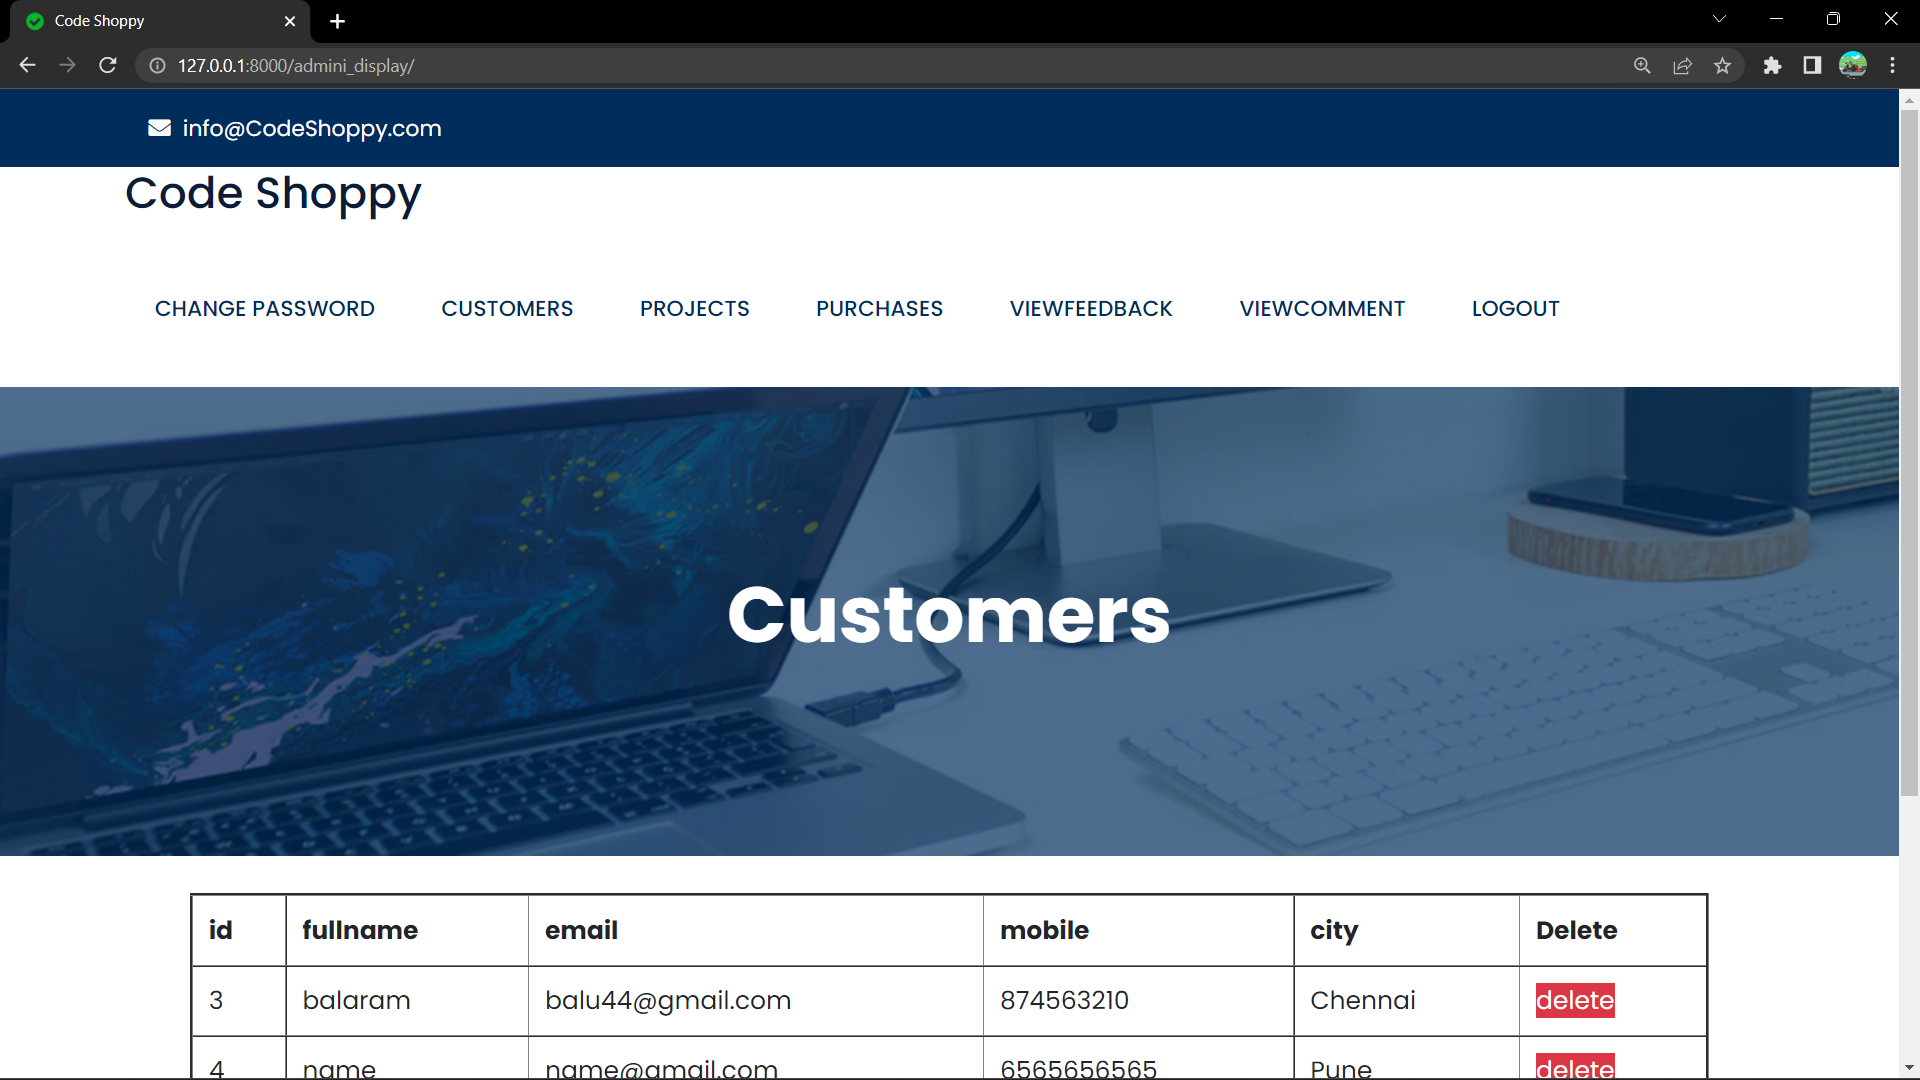 Code Shoppy
127.0.0.1:8000/admini_display/
info@CodeShoppy.com
Code Shoppy
CHANGE PASSWORD CUSTOMERS PROJECTS PURCHASES VIEWFEEDBACK VIEWCOMMENT LOGOUT
Customers
id fullname email mobile city Delete
3 balaram balu44@gmail.com 874563210 Chennai delete
4 name name@gmail.com 6565656565 Pune delete